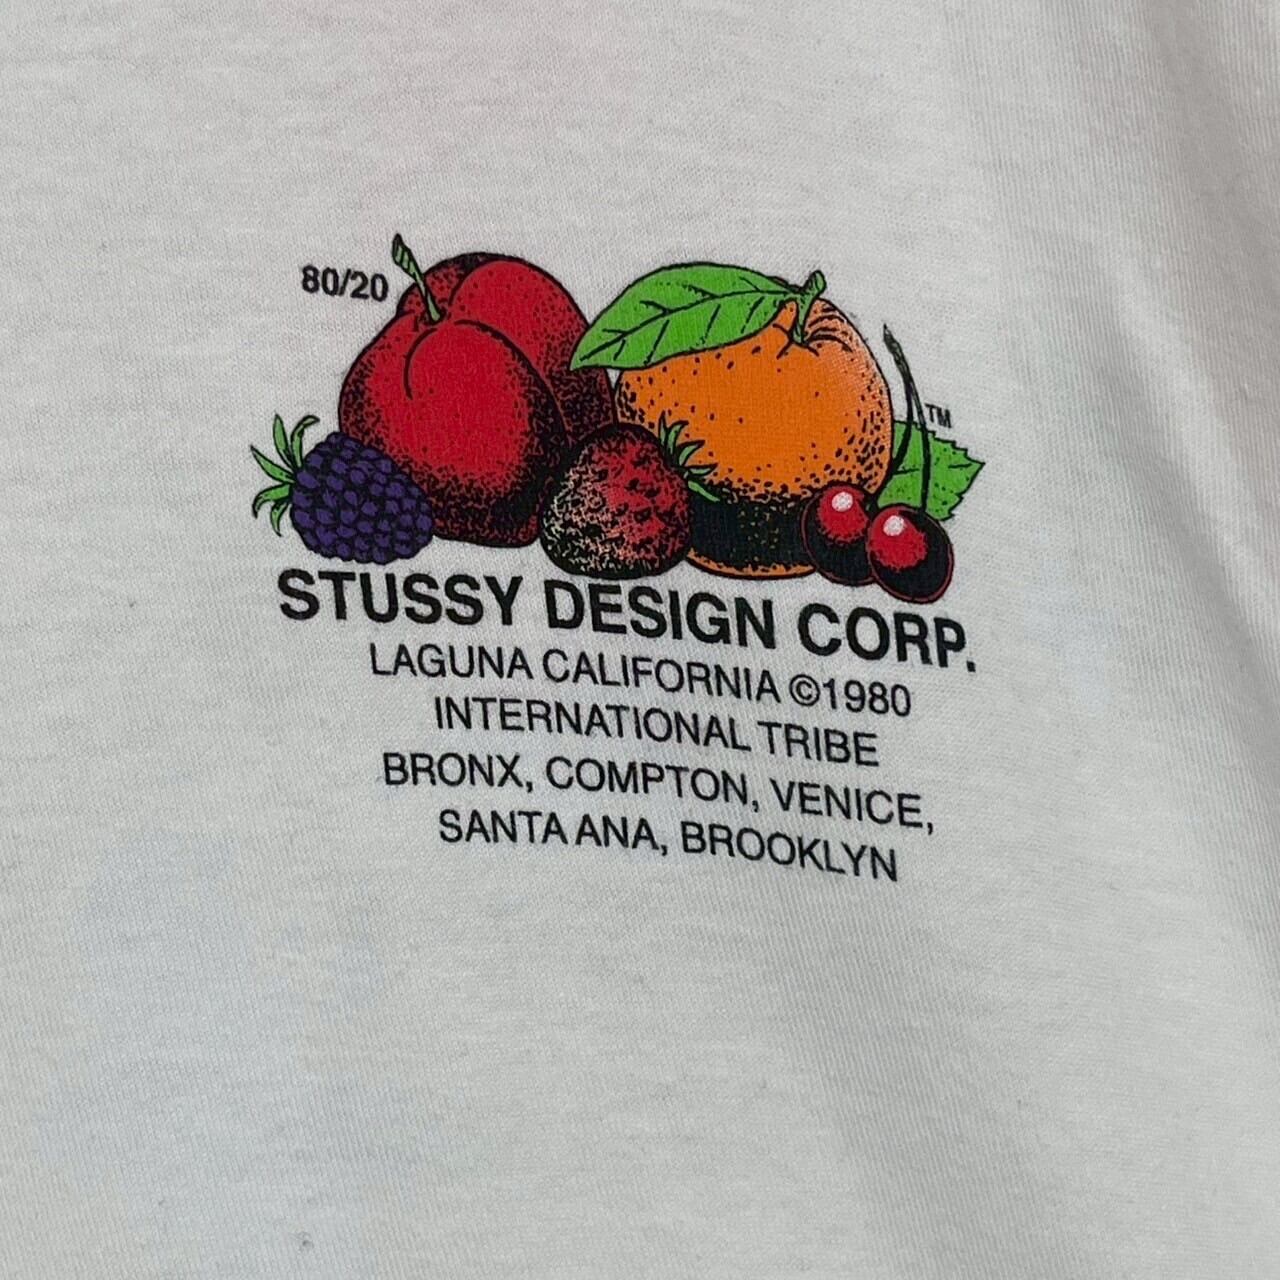 80/20
TM
STUSSY DESIGN CORP.
LAGUNA CALIFORNIA ©1980
INTERNATIONAL TRIBE
BRONX, COMPTON, VENICE,
SANTA ANA, BROOKLYN